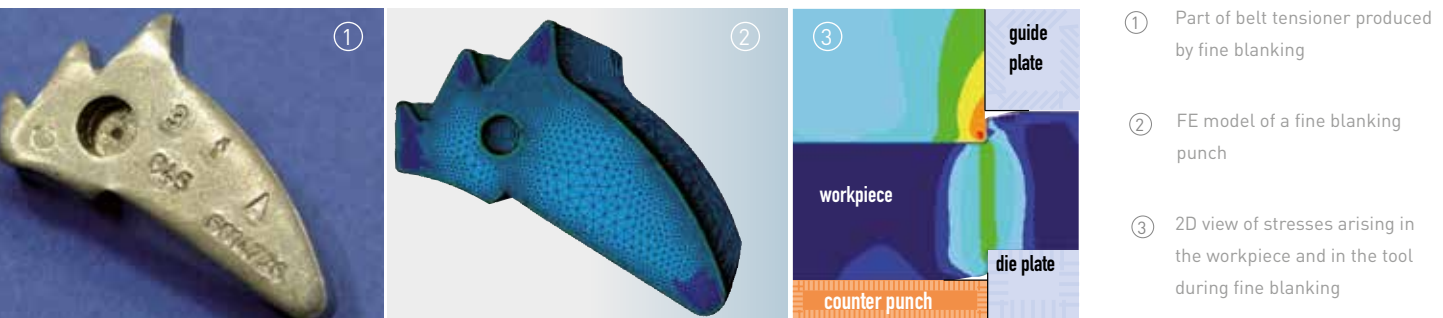 1
2
3
guide
plate
workpiece
die plate
counter punch
1 Part of belt tensioner produced
by fine blanking
2 FE model of a fine blanking
punch
3 2D view of stresses arising in
the workpiece and in the tool
during fine blanking